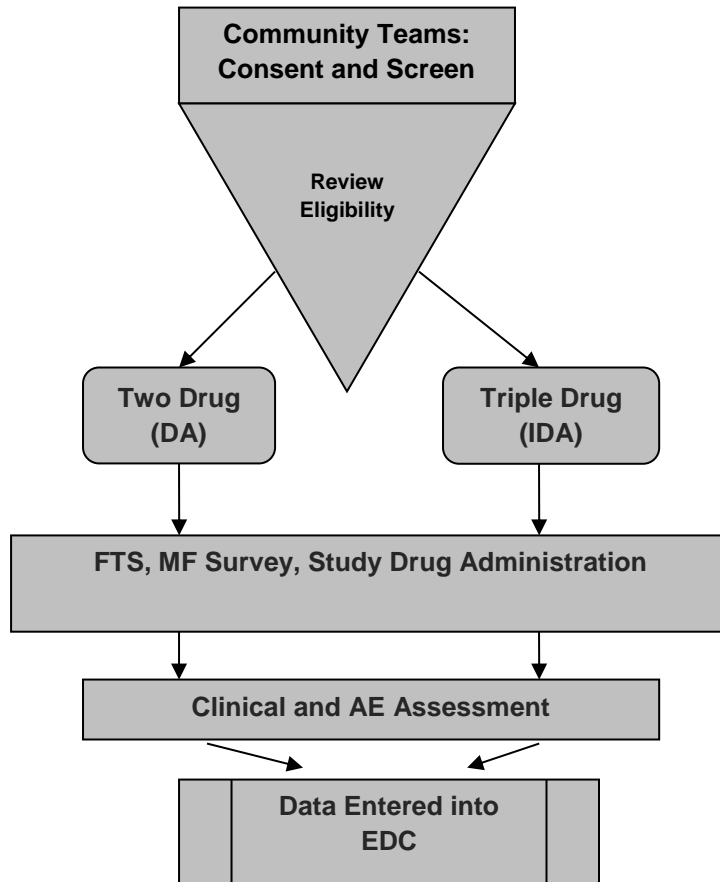 Community Teams:
Consent and Screen
Review
Eligibility
Two Drug
(DA)
Triple Drug
(IDA)
FTS, MF Survey, Study Drug Administration
Clinical and AE Assessment
Data Entered into
EDC